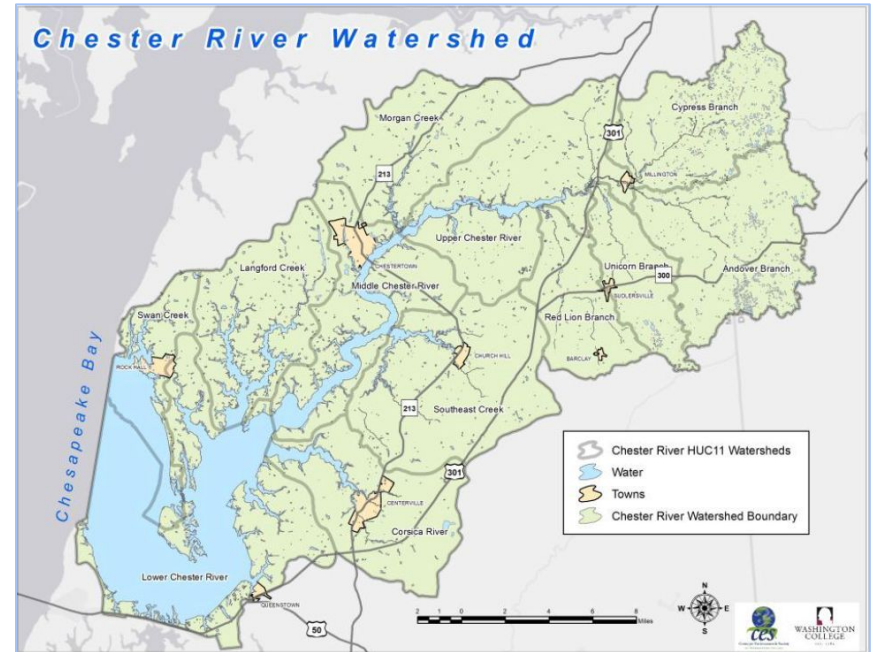 Chester River Watershed
Cypress Branch
Morgan Creek
301
213
MILLINGTON
Upper Chester River
Langford Creek
CHESTERTOWN
Unicorn Branch
Andover Branch
300
Middle Chester River
SUDLERSVILLE
Swan Creek
Red Lion Branch
ROCK HALL
CHURCH HILL
BARCLAY
Chesapeake Bay
213
Southeast Creek
301
Chester River HUC11 Watersheds
Water
Towns
Chester River Watershed Boundary
CENTERVILLE
Corsica River
Lower Chester River
QUEENSTOWN
50
2 1 0 2 4 6 8
Miles
N
W E
S
ces
WASHINGTON
COLLEGE